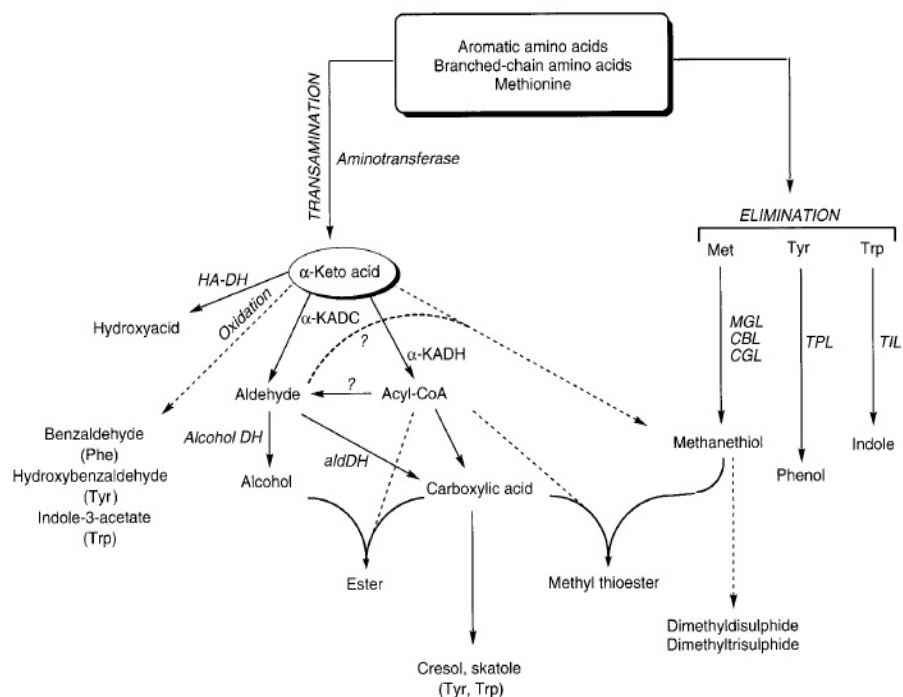 Aromatic amino acids
Branched-chain amino acids
Methionine
TRANSAMINATION
Aminotransferase
ELIMINATION
Met
Tyr
Trp
α-Keto acid
HA-DH
Oxidation
Hydroxyacid
α-KADC
?
α-KADH
MGL
CBL
CGL
TPL
TIL
Aldehyde
?
Acyl-CoA
Benzaldehyde
(Phe)
Hydroxybenzaldehyde
(Tyr)
Indole-3-acetate
(Trp)
Alcohol DH
aldDH
Alcohol
Carboxylic acid
Methanethiol
Indole
Phenol
Ester
Methyl thioester
Dimethyldisulphide
Dimethyltrisulphide
Cresol, skatole
(Tyr, Trp)